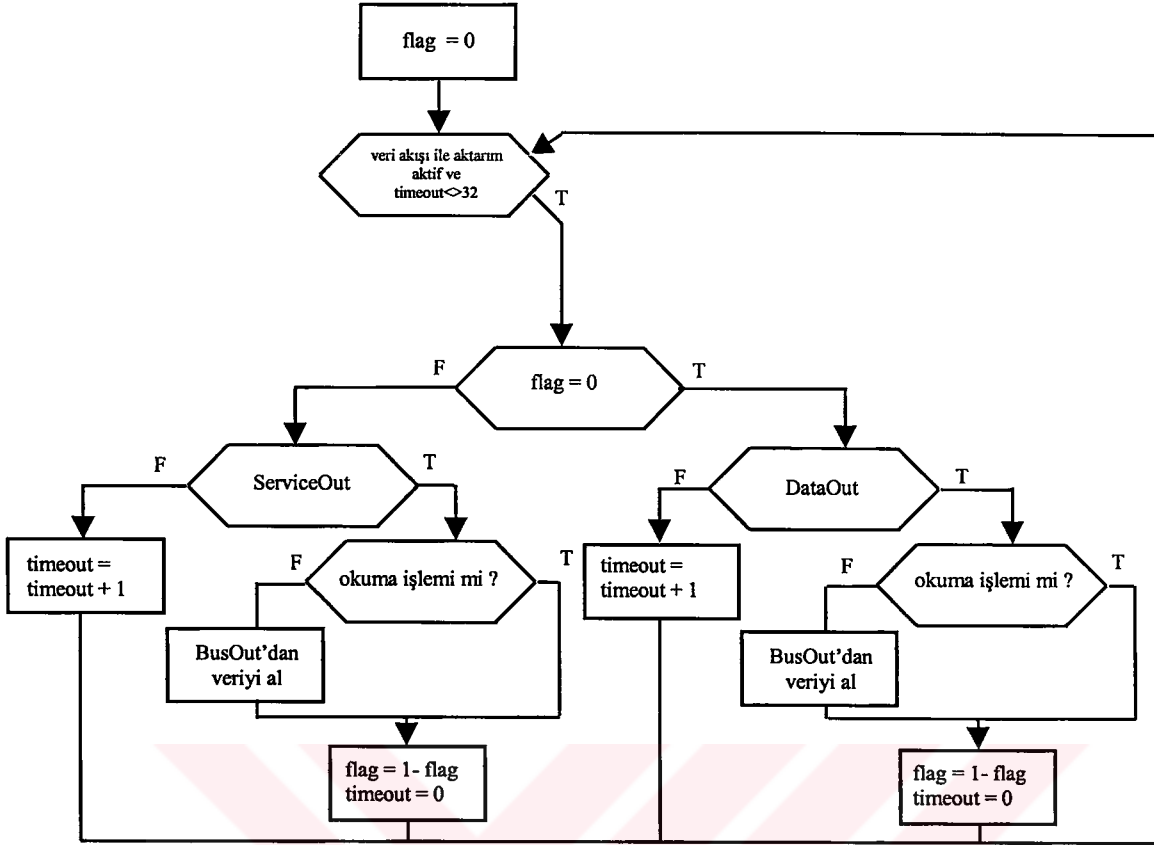 flag = 0
veri akışı ile aktarım
aktif ve
timeout<>32
T
flag = 0
F
T
ServiceOut
F
T
DataOut
F
T
timeout =
timeout + 1
okuma işlemi mi ?
F
T
timeout =
timeout + 1
okuma işlemi mi ?
F
T
BusOut’dan
veriyi al
BusOut’dan
veriyi al
flag = 1- flag
timeout = 0
flag = 1- flag
timeout = 0